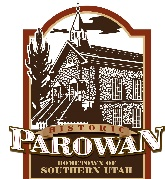 HISTORIC
PAROWAN
HOMETOWN OF
SOUTHERN UTAH